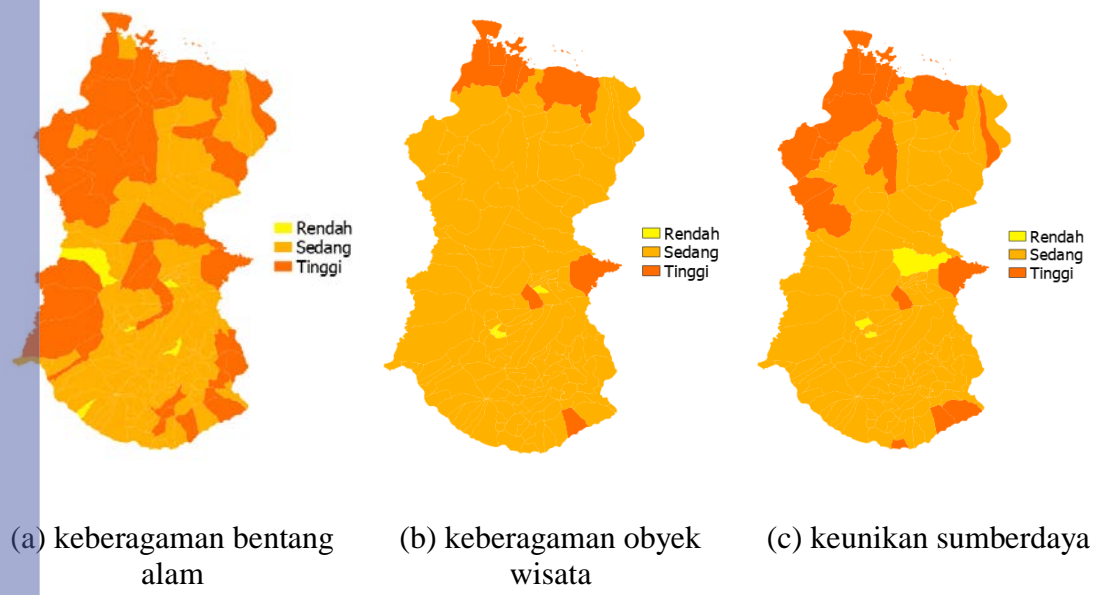 Rendah
Sedang
Tinggi
Rendah
Sedang
Tinggi
Rendah
Sedang
Tinggi
(a) keberagaman bentang
alam
(b) keberagaman obyek
wisata
(c) keunikan sumberdaya